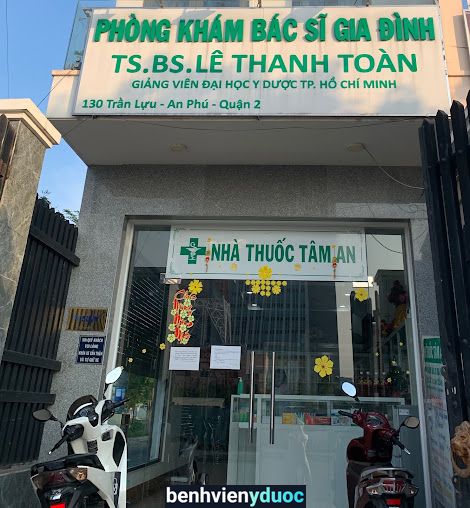 PHÒNG KHÁM BÁC SĨ GIA ĐÌNH
TS.BS.LÊ THANH TOÀN
GIẢNG VIÊN ĐẠI HỌC Y DƯỢC TP. HỒ CHÍ MINH
130 Trần Lựu - An Phú - Quận 2
NHÀ THUỐC TÂM AN
benhvienyduoc